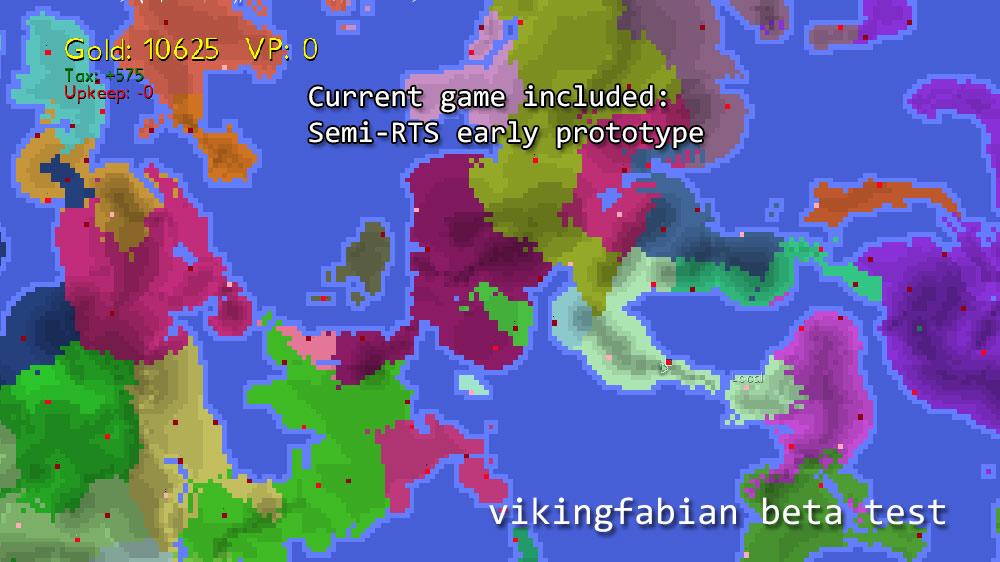 Gold: 10625 VP: 0
Tax: +575
Upkeep: -0
Current game included:
Semi-RTS early prototype
vikingfabian beta test